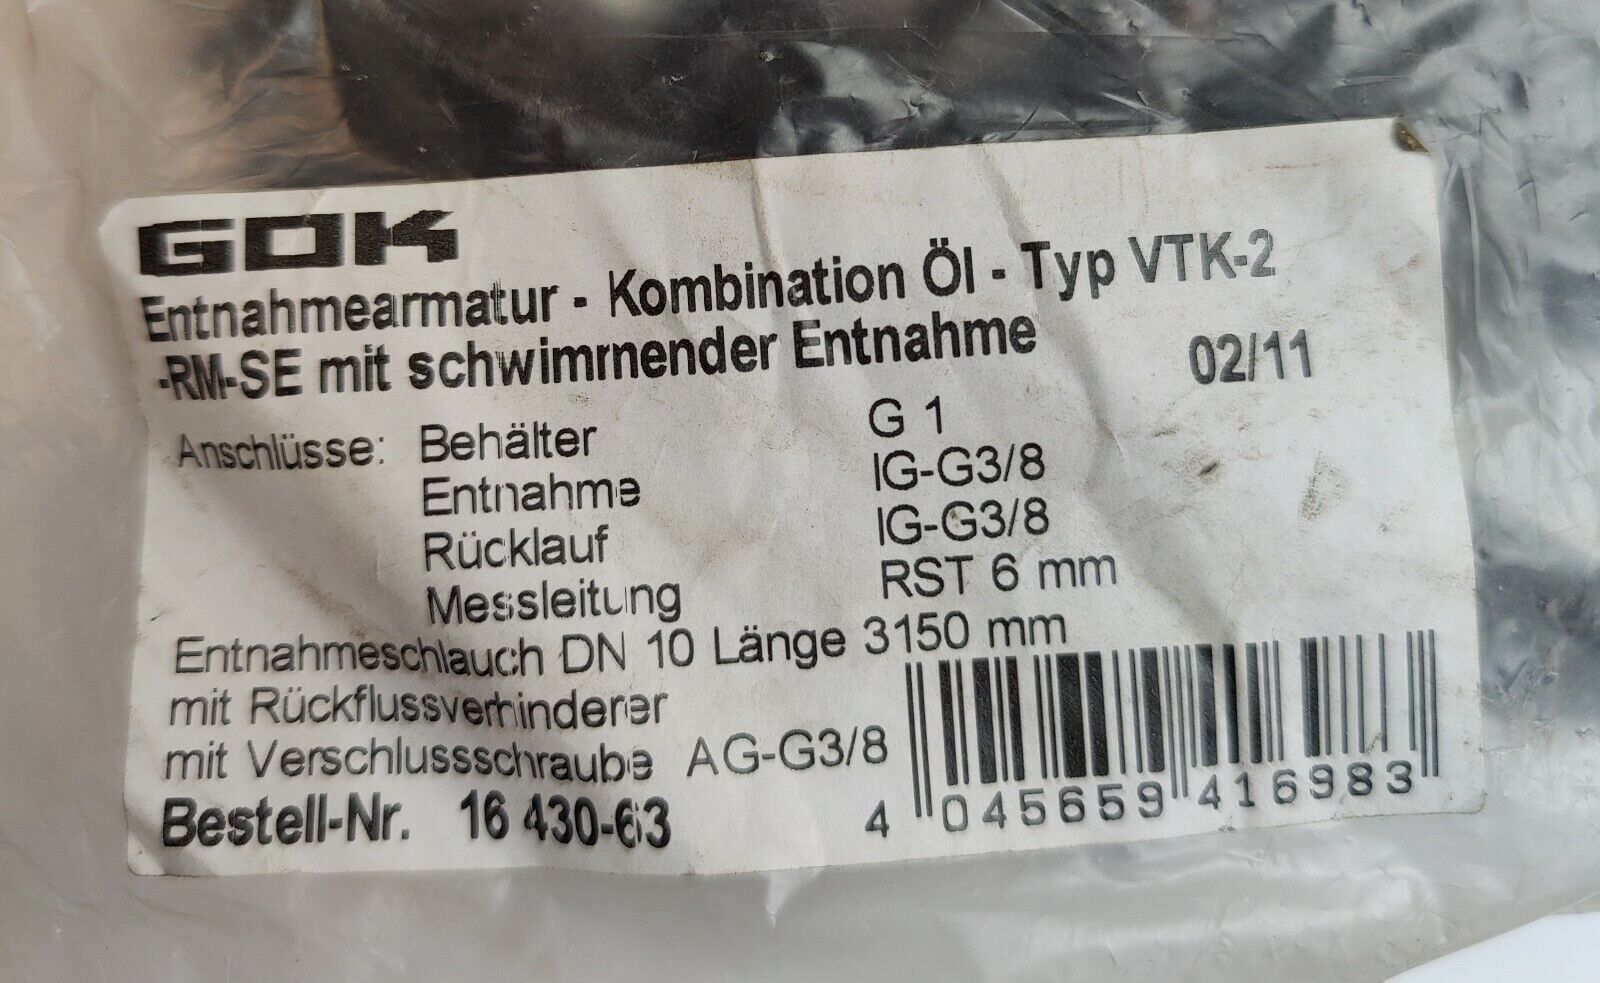 GOK
Entnahmearmatur - Kombination Öl - Typ VTK-2
-RM-SE mit schwimmender Entnahme 02/11
Anschlüsse: Behälter G 1
Entnahme IG-G3/8
Rücklauf IG-G3/8
Messleitung RST 6 mm
Entnahmeschlauch DN 10 Länge 3150 mm
mit Rückflussverhinderer
mit Verschlussschraube AG-G3/8
Bestell-Nr. 16 430-63
4 045659 416983